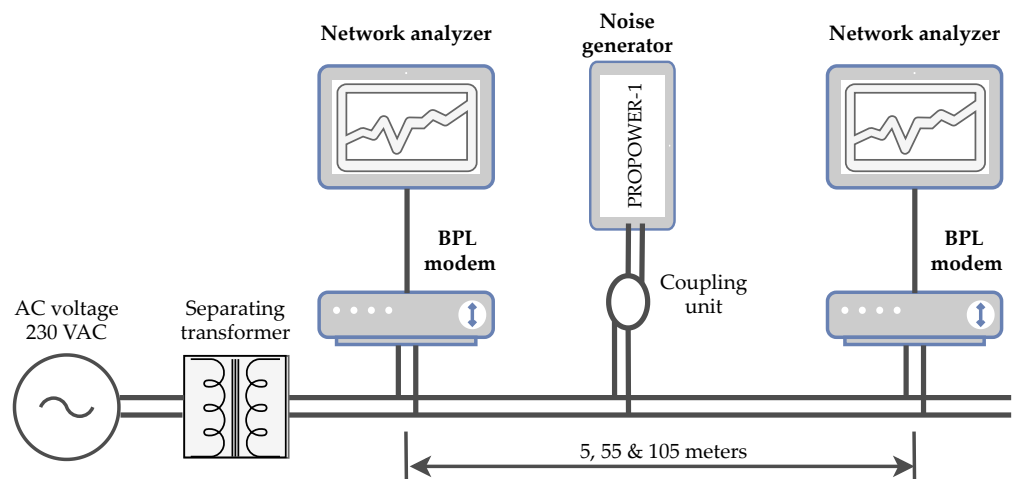 Network analyzer
Noise
generator
Network analyzer
PROPOWER-1
BPL
modem
BPL
modem
Coupling
unit
AC voltage
230 VAC
Separating
transformer
5, 55 & 105 meters